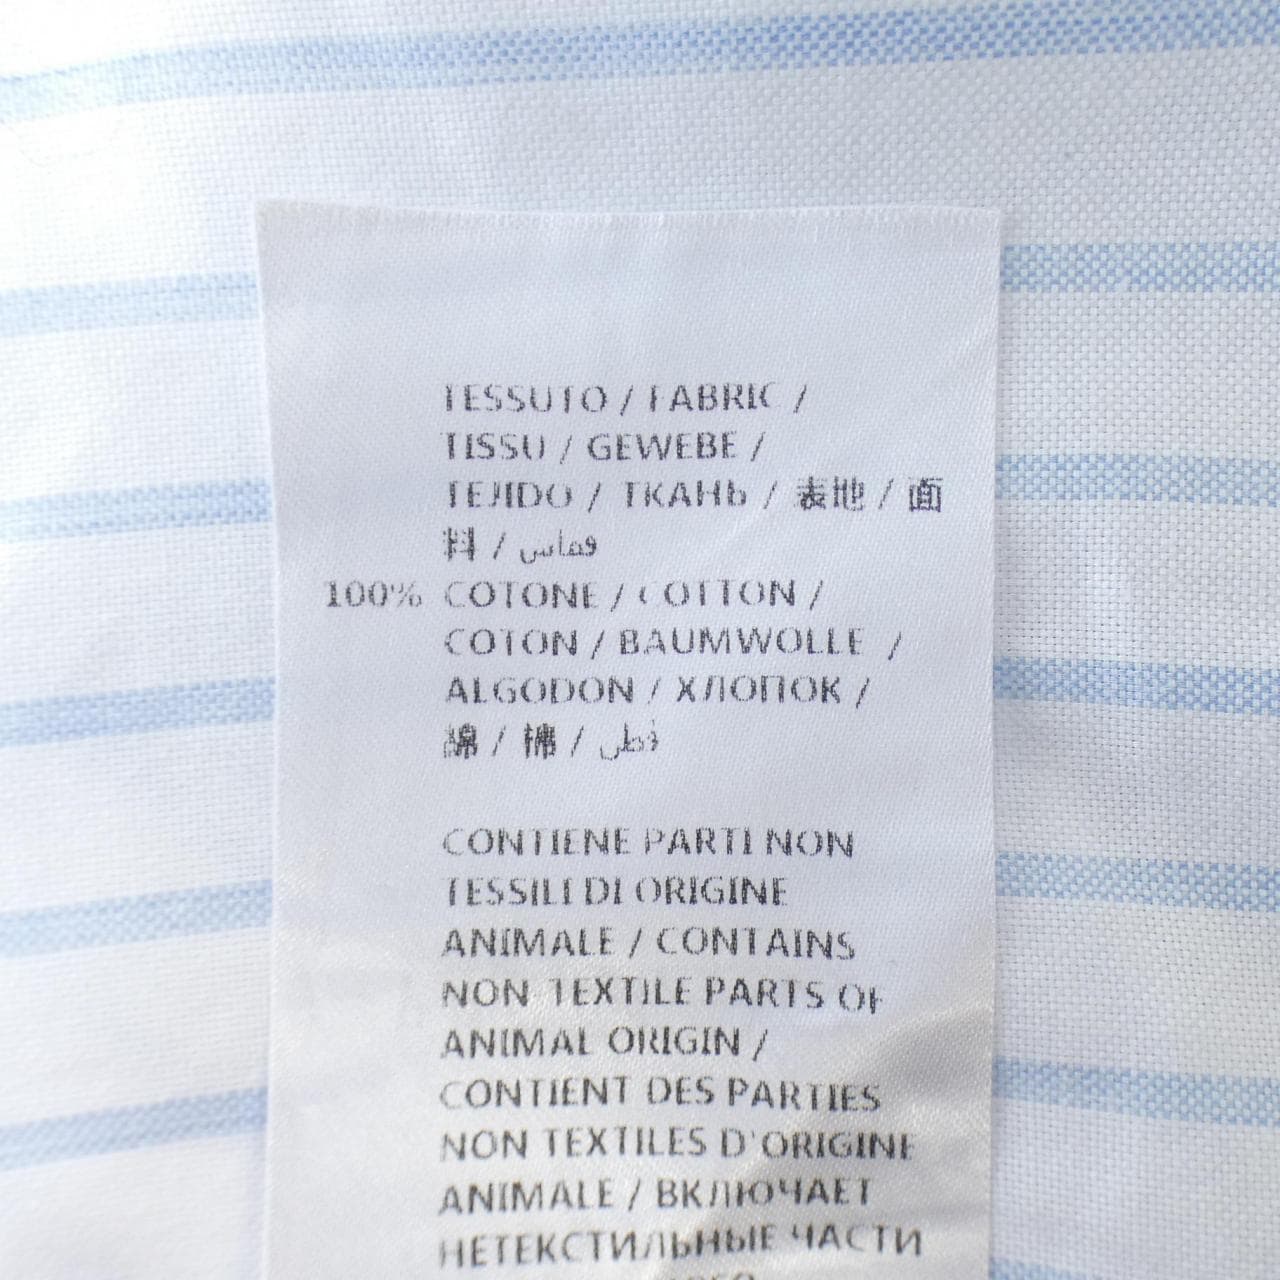 TESSUTO / FABRIC /
TISSU / GEWEBE /
TEJIDO / ТКАНЬ / 表地 / 面
料 / قماش
100% COTONE / COTTON /
COTON / BAUMWOLLE /
ALGODON / ХЛОПОК /
綿 / 棉 / قطن
CONTIENE PARTI NON
TESSILI DI ORIGINE
ANIMALE / CONTAINS
NON TEXTILE PARTS OF
ANIMAL ORIGIN /
CONTIENT DES PARTIES
NON TEXTILES D'ORIGINE
ANIMALE / ВКЛЮЧАЕТ
НЕТЕКСТИЛЬНЫЕ ЧАСТИ